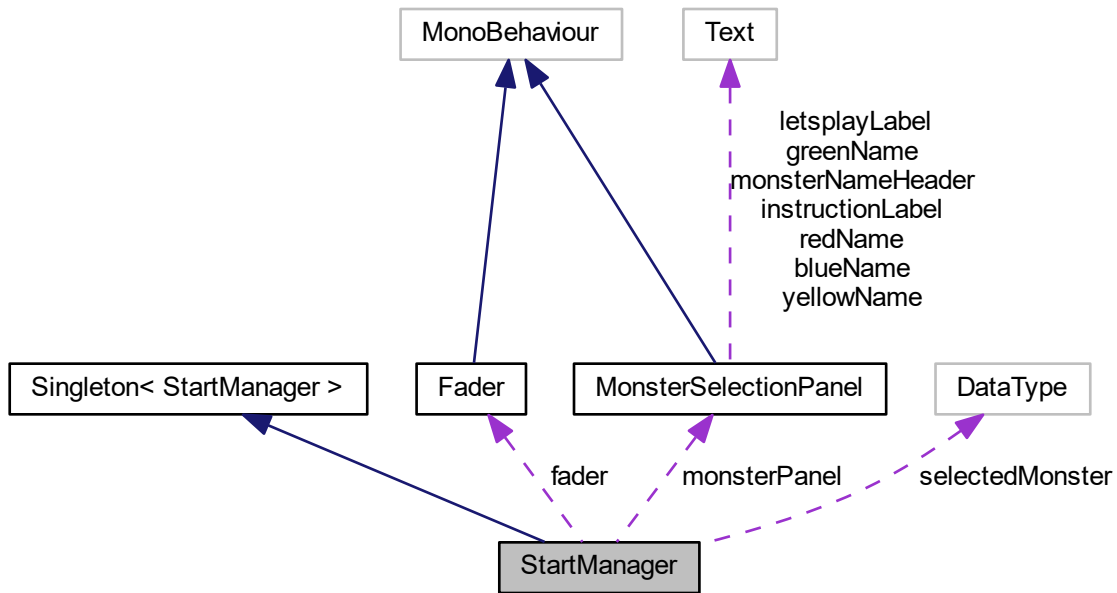 MonoBehaviour
Text
letsplayLabel
greenName
monsterNameHeader
instructionLabel
redName
blueName
yellowName
Singleton< StartManager >
Fader
MonsterSelectionPanel
DataType
fader
monsterPanel
selectedMonster
StartManager